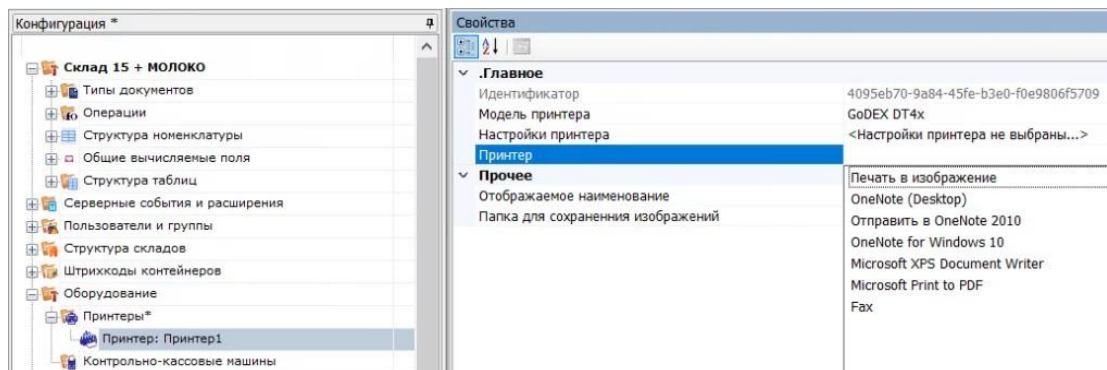 Конфигурация *
Склад 15 + МОЛОКО
Типы документов
Операции
Структура номенклатуры
Общие вычисляемые поля
Структура таблиц
Серверные события и расширения
Пользователи и группы
Структура складов
Штрихкоды контейнеров
Оборудование
Принтеры*
Принтер: Принтер1
Контрольно-кассовые машины
Свойства
.Главное
Идентификатор 4095eb70-9a84-45fe-b3e0-f0e9806f5709
Модель принтера GoDEX DT4x
Настройки принтера <Настройки принтера не выбраны...>
Принтер
Прочее
Отображаемое наименование
Папка для сохраненния изображений
Печать в изображение
OneNote (Desktop)
Отправить в OneNote 2010
OneNote for Windows 10
Microsoft XPS Document Writer
Microsoft Print to PDF
Fax